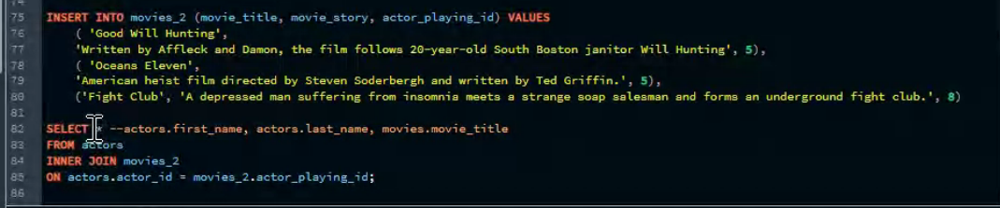 75 INSERT INTO movies_2 (movie_title, movie_story, actor_playing_id) VALUES
76 ( 'Good Will Hunting',
77 'Written by Affleck and Damon, the film follows 20-year-old South Boston janitor Will Hunting', 5),
78 ( 'Oceans Eleven',
79 'American heist film directed by Steven Soderbergh and written by Ted Griffin.', 5),
80 ('Fight Club', 'A depressed man suffering from insomnia meets a strange soap salesman and forms an underground fight club.', 8)
81
82 SELECT * --actors.first_name, actors.last_name, movies.movie_title
83 FROM actors
84 INNER JOIN movies_2
85 ON actors.actor_id = movies_2.actor_playing_id;
86